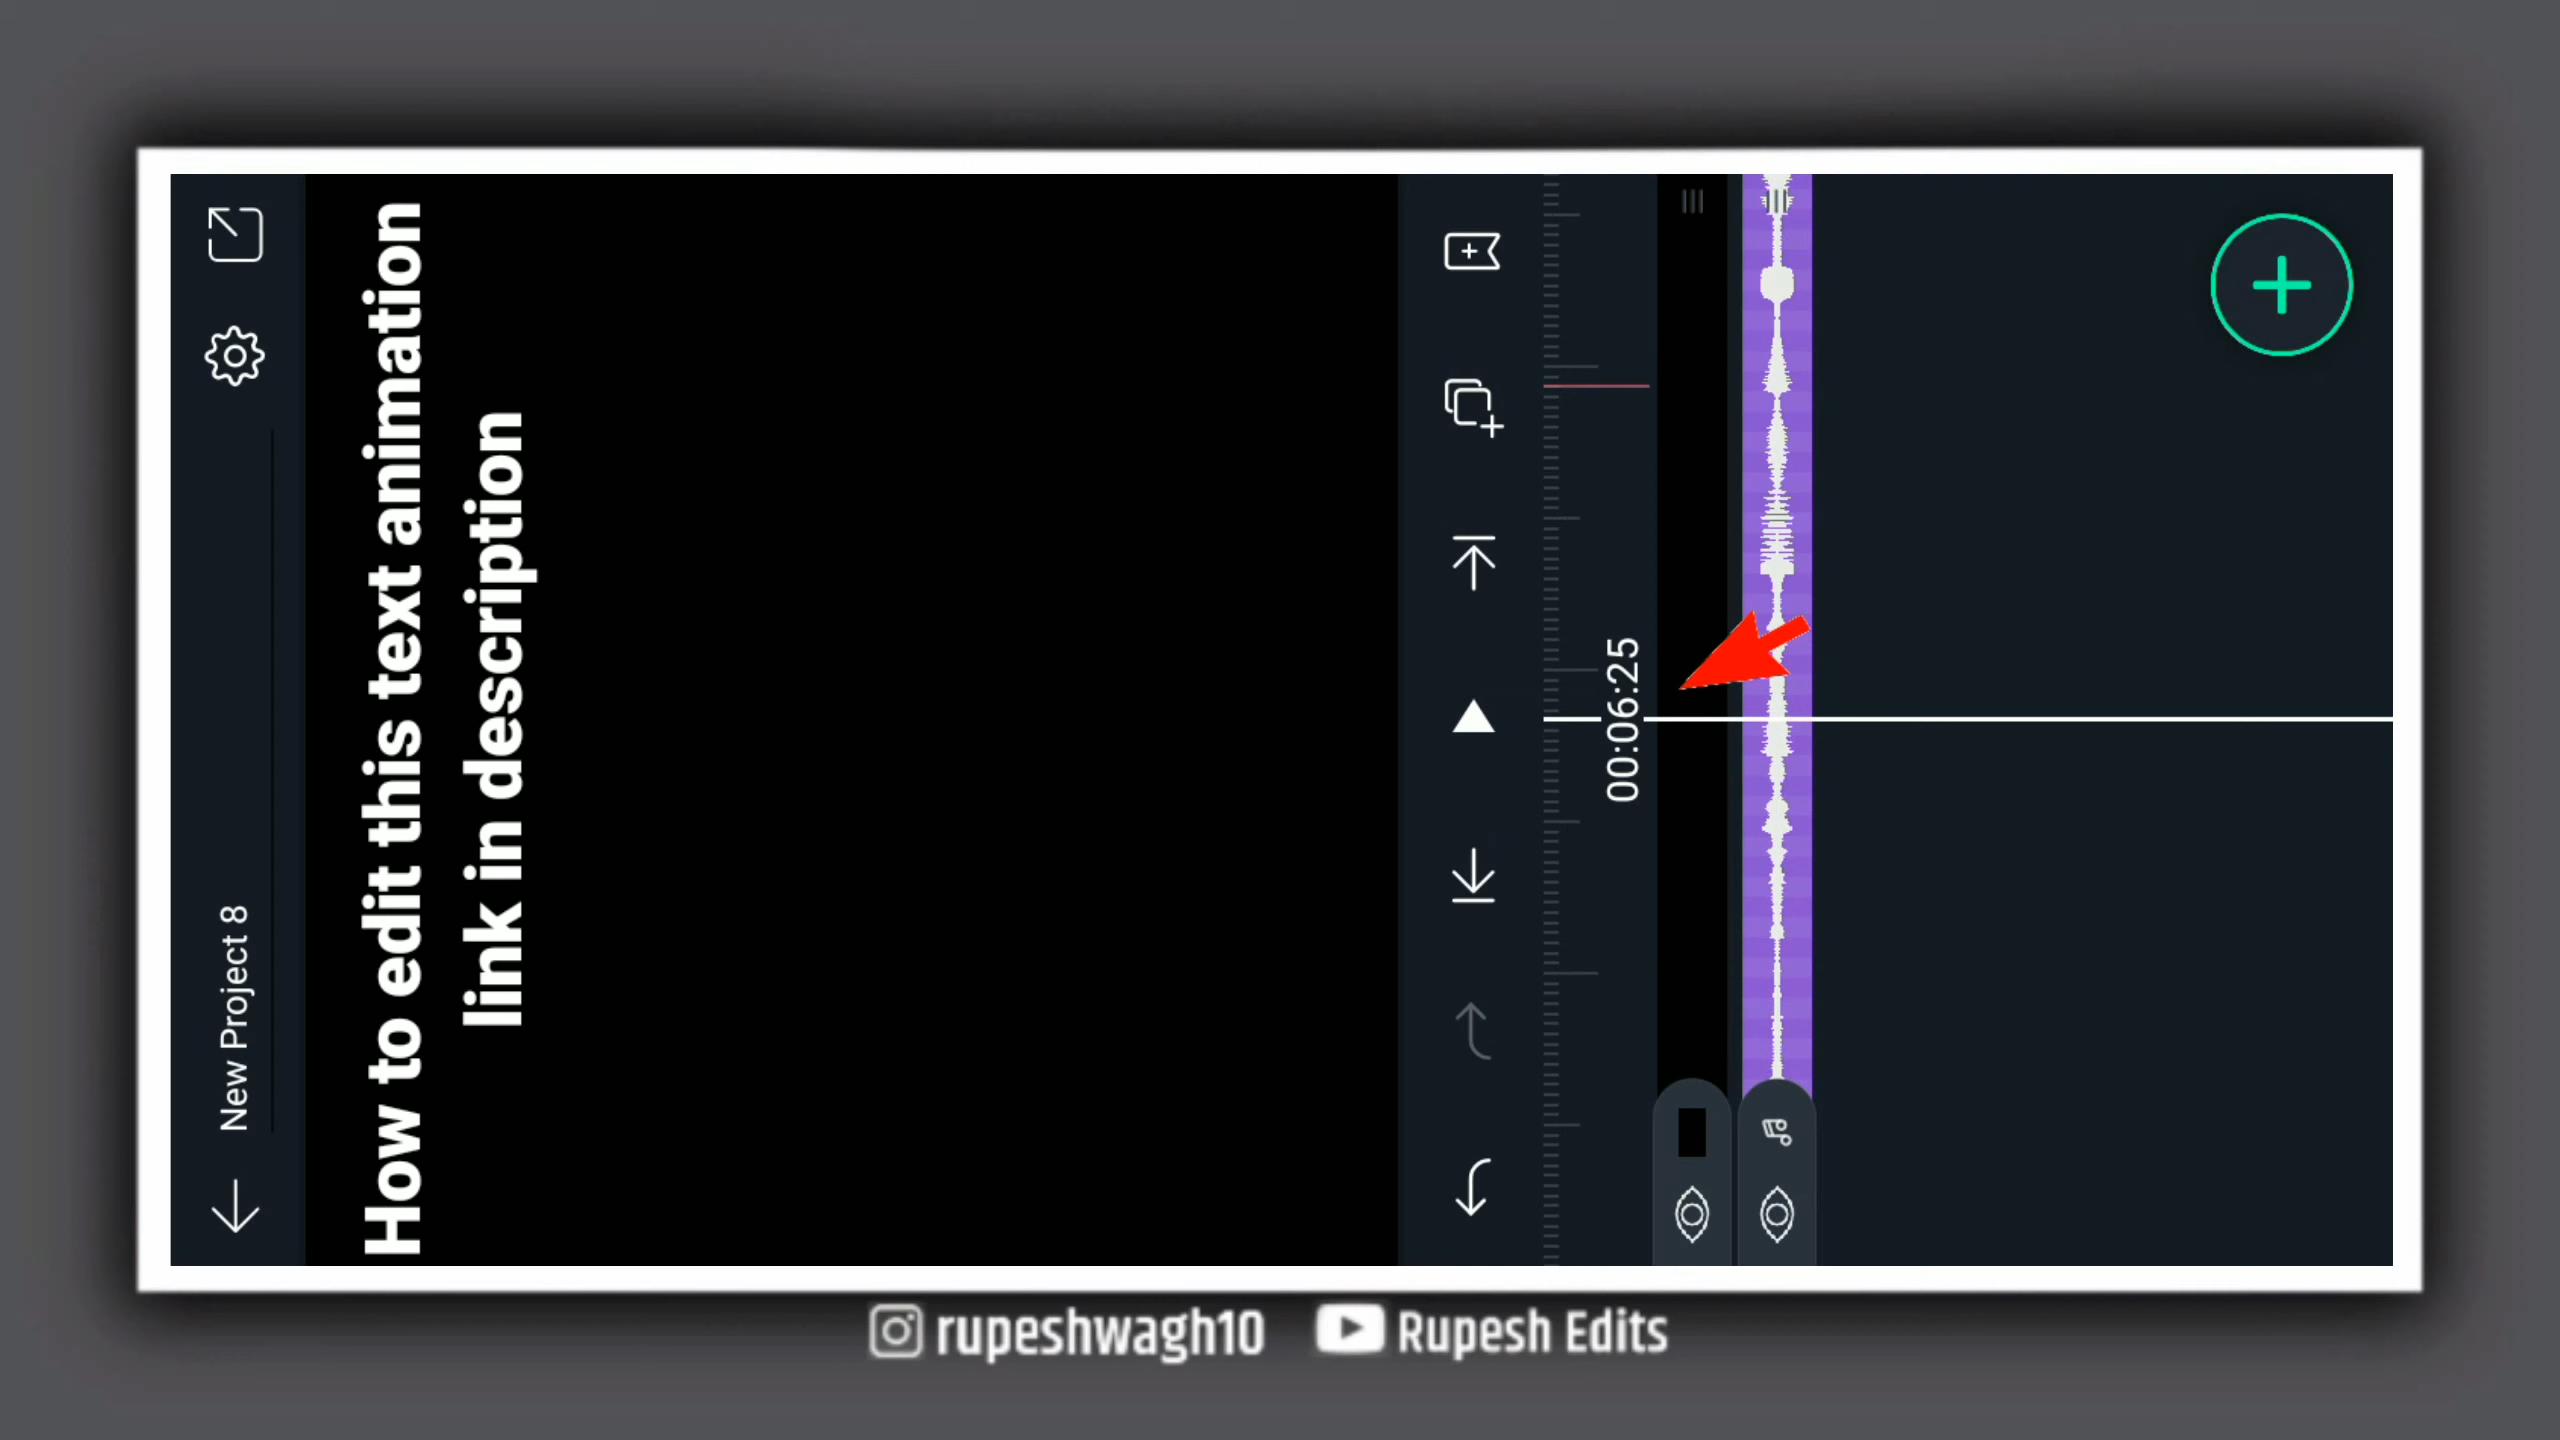 New Project 8
How to edit this text animation
link in description
00:06:25
rupeshwagh10
Rupesh Edits